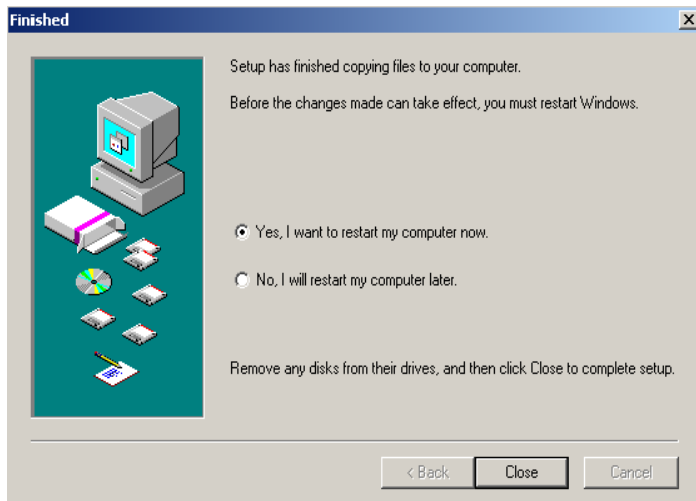 Finished
Setup has finished copying files to your computer.
Before the changes made can take effect, you must restart Windows.
Yes, I want to restart my computer now.
No, I will restart my computer later.
Remove any disks from their drives, and then click Close to complete setup.
< Back Close Cancel